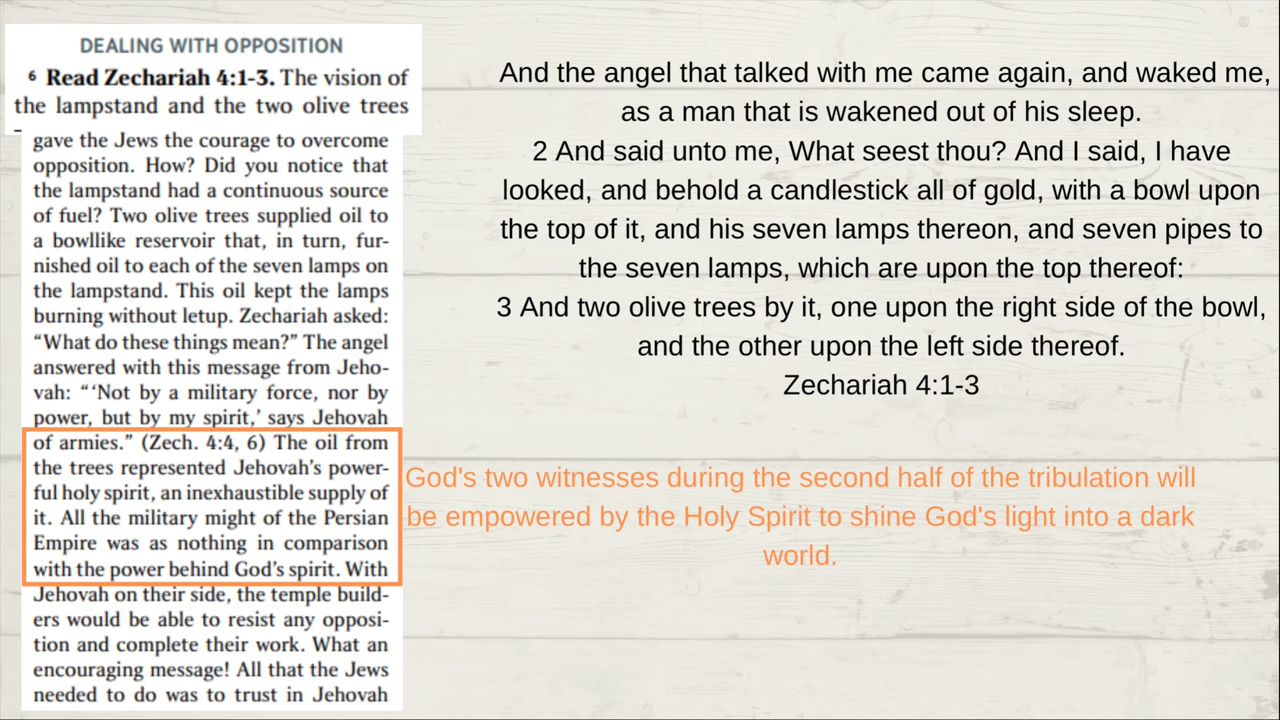 DEALING WITH OPPOSITION
6 Read Zechariah 4:1-3. The vision of
the lampstand and the two olive trees
gave the Jews the courage to overcome
opposition. How? Did you notice that
the lampstand had a continuous source
of fuel? Two olive trees supplied oil to
a bowllike reservoir that, in turn, fur-
nished oil to each of the seven lamps on
the lampstand. This oil kept the lamps
burning without letup. Zechariah asked:
“What do these things mean?” The angel
answered with this message from Jeho-
vah: “‘Not by a military force, nor by
power, but by my spirit,’ says Jehovah
of armies.” (Zech. 4:4, 6) The oil from
the trees represented Jehovah’s power-
ful holy spirit, an inexhaustible supply of
it. All the military might of the Persian
Empire was as nothing in comparison
with the power behind God’s spirit. With
Jehovah on their side, the temple build-
ers would be able to resist any opposi-
tion and complete their work. What an
encouraging message! All that the Jews
needed to do was to trust in Jehovah
And the angel that talked with me came again, and waked me,
as a man that is wakened out of his sleep.
2 And said unto me, What seest thou? And I said, I have
looked, and behold a candlestick all of gold, with a bowl upon
the top of it, and his seven lamps thereon, and seven pipes to
the seven lamps, which are upon the top thereof:
3 And two olive trees by it, one upon the right side of the bowl,
and the other upon the left side thereof.
Zechariah 4:1-3
God's two witnesses during the second half of the tribulation will
be empowered by the Holy Spirit to shine God's light into a dark
world.